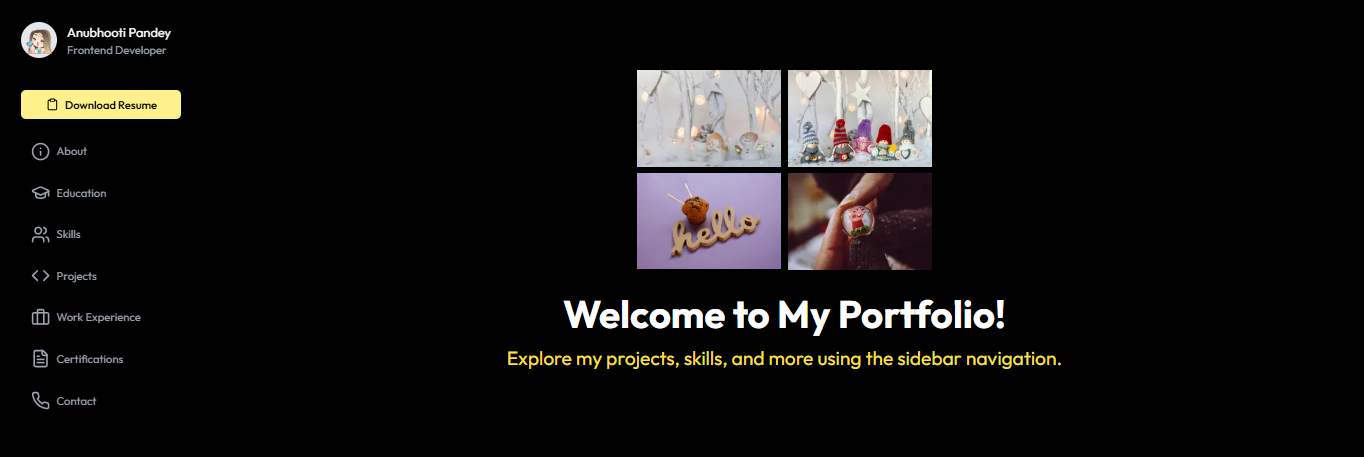 Anubhooti Pandey
Frontend Developer
Download Resume
About
Education
Skills
Projects
Work Experience
Certifications
Contact
hello
Welcome to My Portfolio!
Explore my projects, skills, and more using the sidebar navigation.